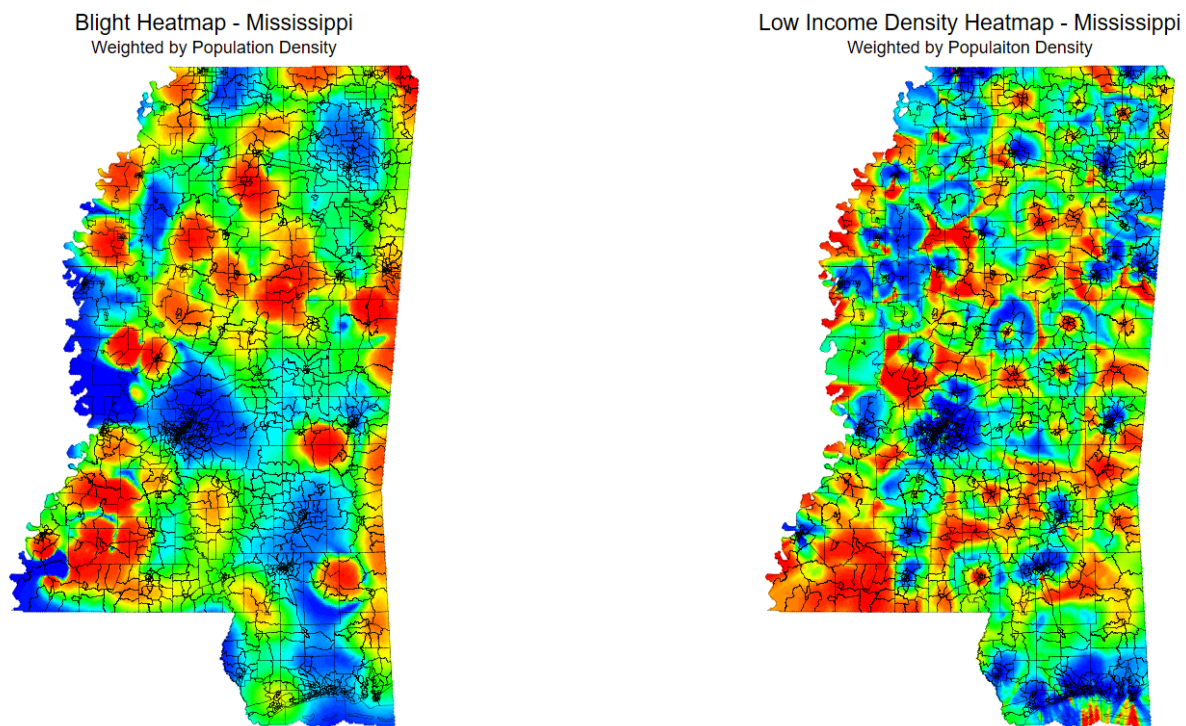 Blight Heatmap - Mississippi
Weighted by Population Density
Low Income Density Heatmap - Mississippi
Weighted by Populaiton Density